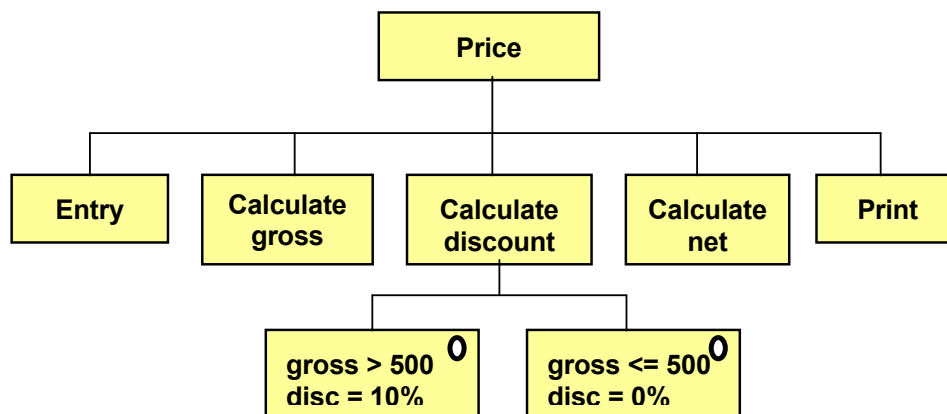 Price
Entry
Calculate
gross
Calculate
discount
Calculate
net
Print
gross > 500
disc = 10%
gross <= 500
disc = 0%